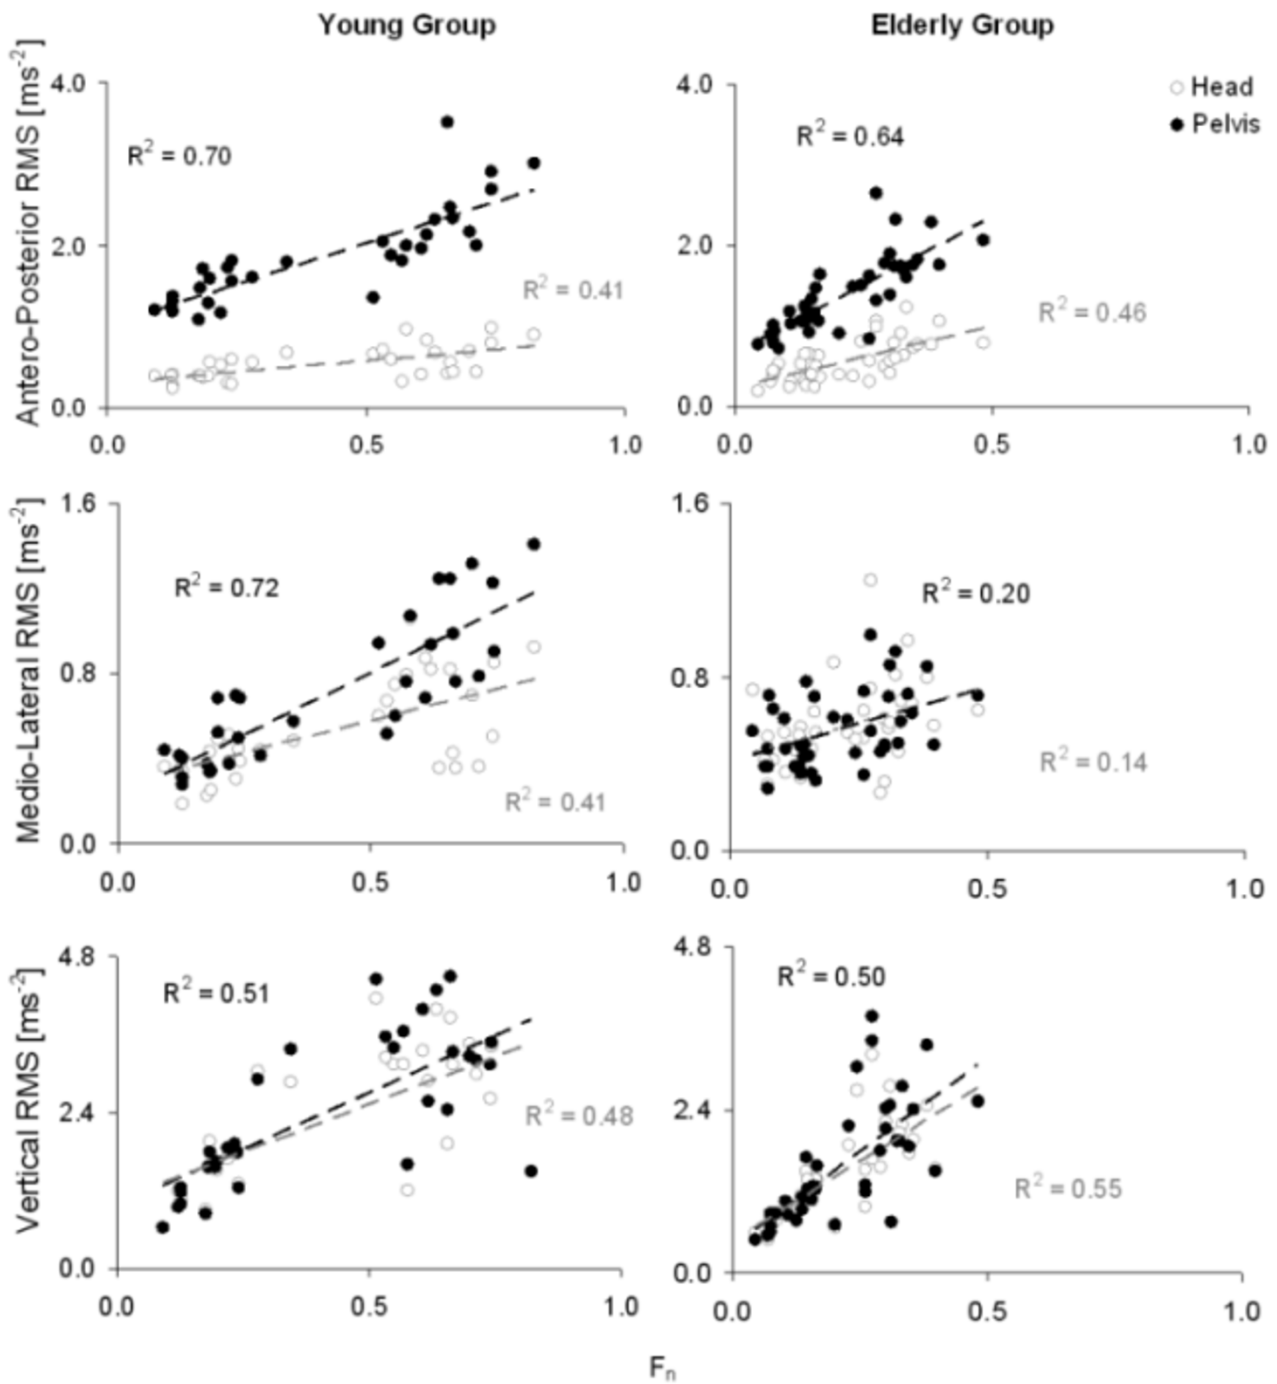 Young Group
Elderly Group
Antero-Posterior RMS [ms⁻²]
4.0
2.0
0.0
0.0
0.5
1.0
R² = 0.70
R² = 0.41
4.0
2.0
0.0
0.0
0.5
1.0
R² = 0.64
R² = 0.46
Head
Pelvis
Medio-Lateral RMS [ms⁻²]
1.6
0.8
0.0
0.0
0.5
1.0
R² = 0.72
R² = 0.41
1.6
0.8
0.0
0.0
0.5
1.0
R² = 0.20
R² = 0.14
Vertical RMS [ms⁻²]
4.8
2.4
0.0
0.0
0.5
1.0
R² = 0.51
R² = 0.48
4.8
2.4
0.0
0.0
0.5
1.0
R² = 0.50
R² = 0.55
Fₙ